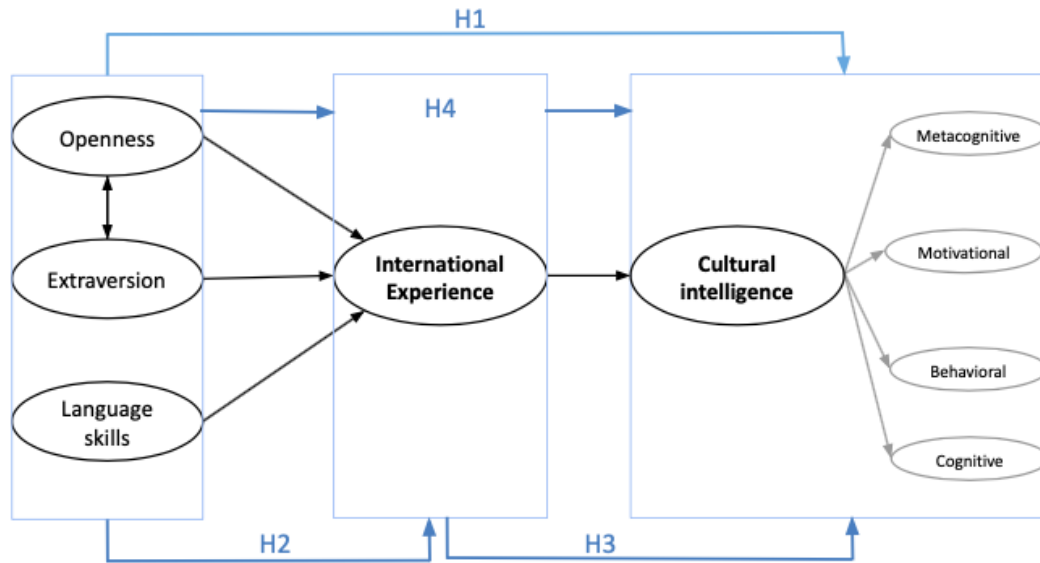 H1
H4
Openness
Metacognitive
Extraversion
International
Experience
Cultural
intelligence
Motivational
Behavioral
Language
skills
Cognitive
H2
H3